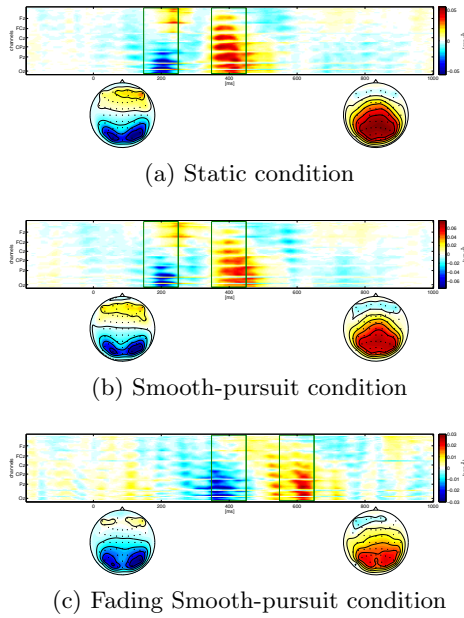 Fz
FCz
Cz
CPz
Pz
Oz
channels
0.05
0
-0.05
0 200 400 600 800 1000
[ms]
(a) Static condition
Fz
FCz
Cz
CPz
Pz
Oz
channels
0.08
0.06
0.04
0.02
0
-0.02
-0.04
-0.06
0 200 400 600 800 1000
[ms]
(b) Smooth-pursuit condition
Fz
FCz
Cz
CPz
Pz
Oz
channels
0.03
0.02
0.01
0
-0.01
-0.02
-0.03
0 200 400 600 800 1000
[ms]
(c) Fading Smooth-pursuit condition